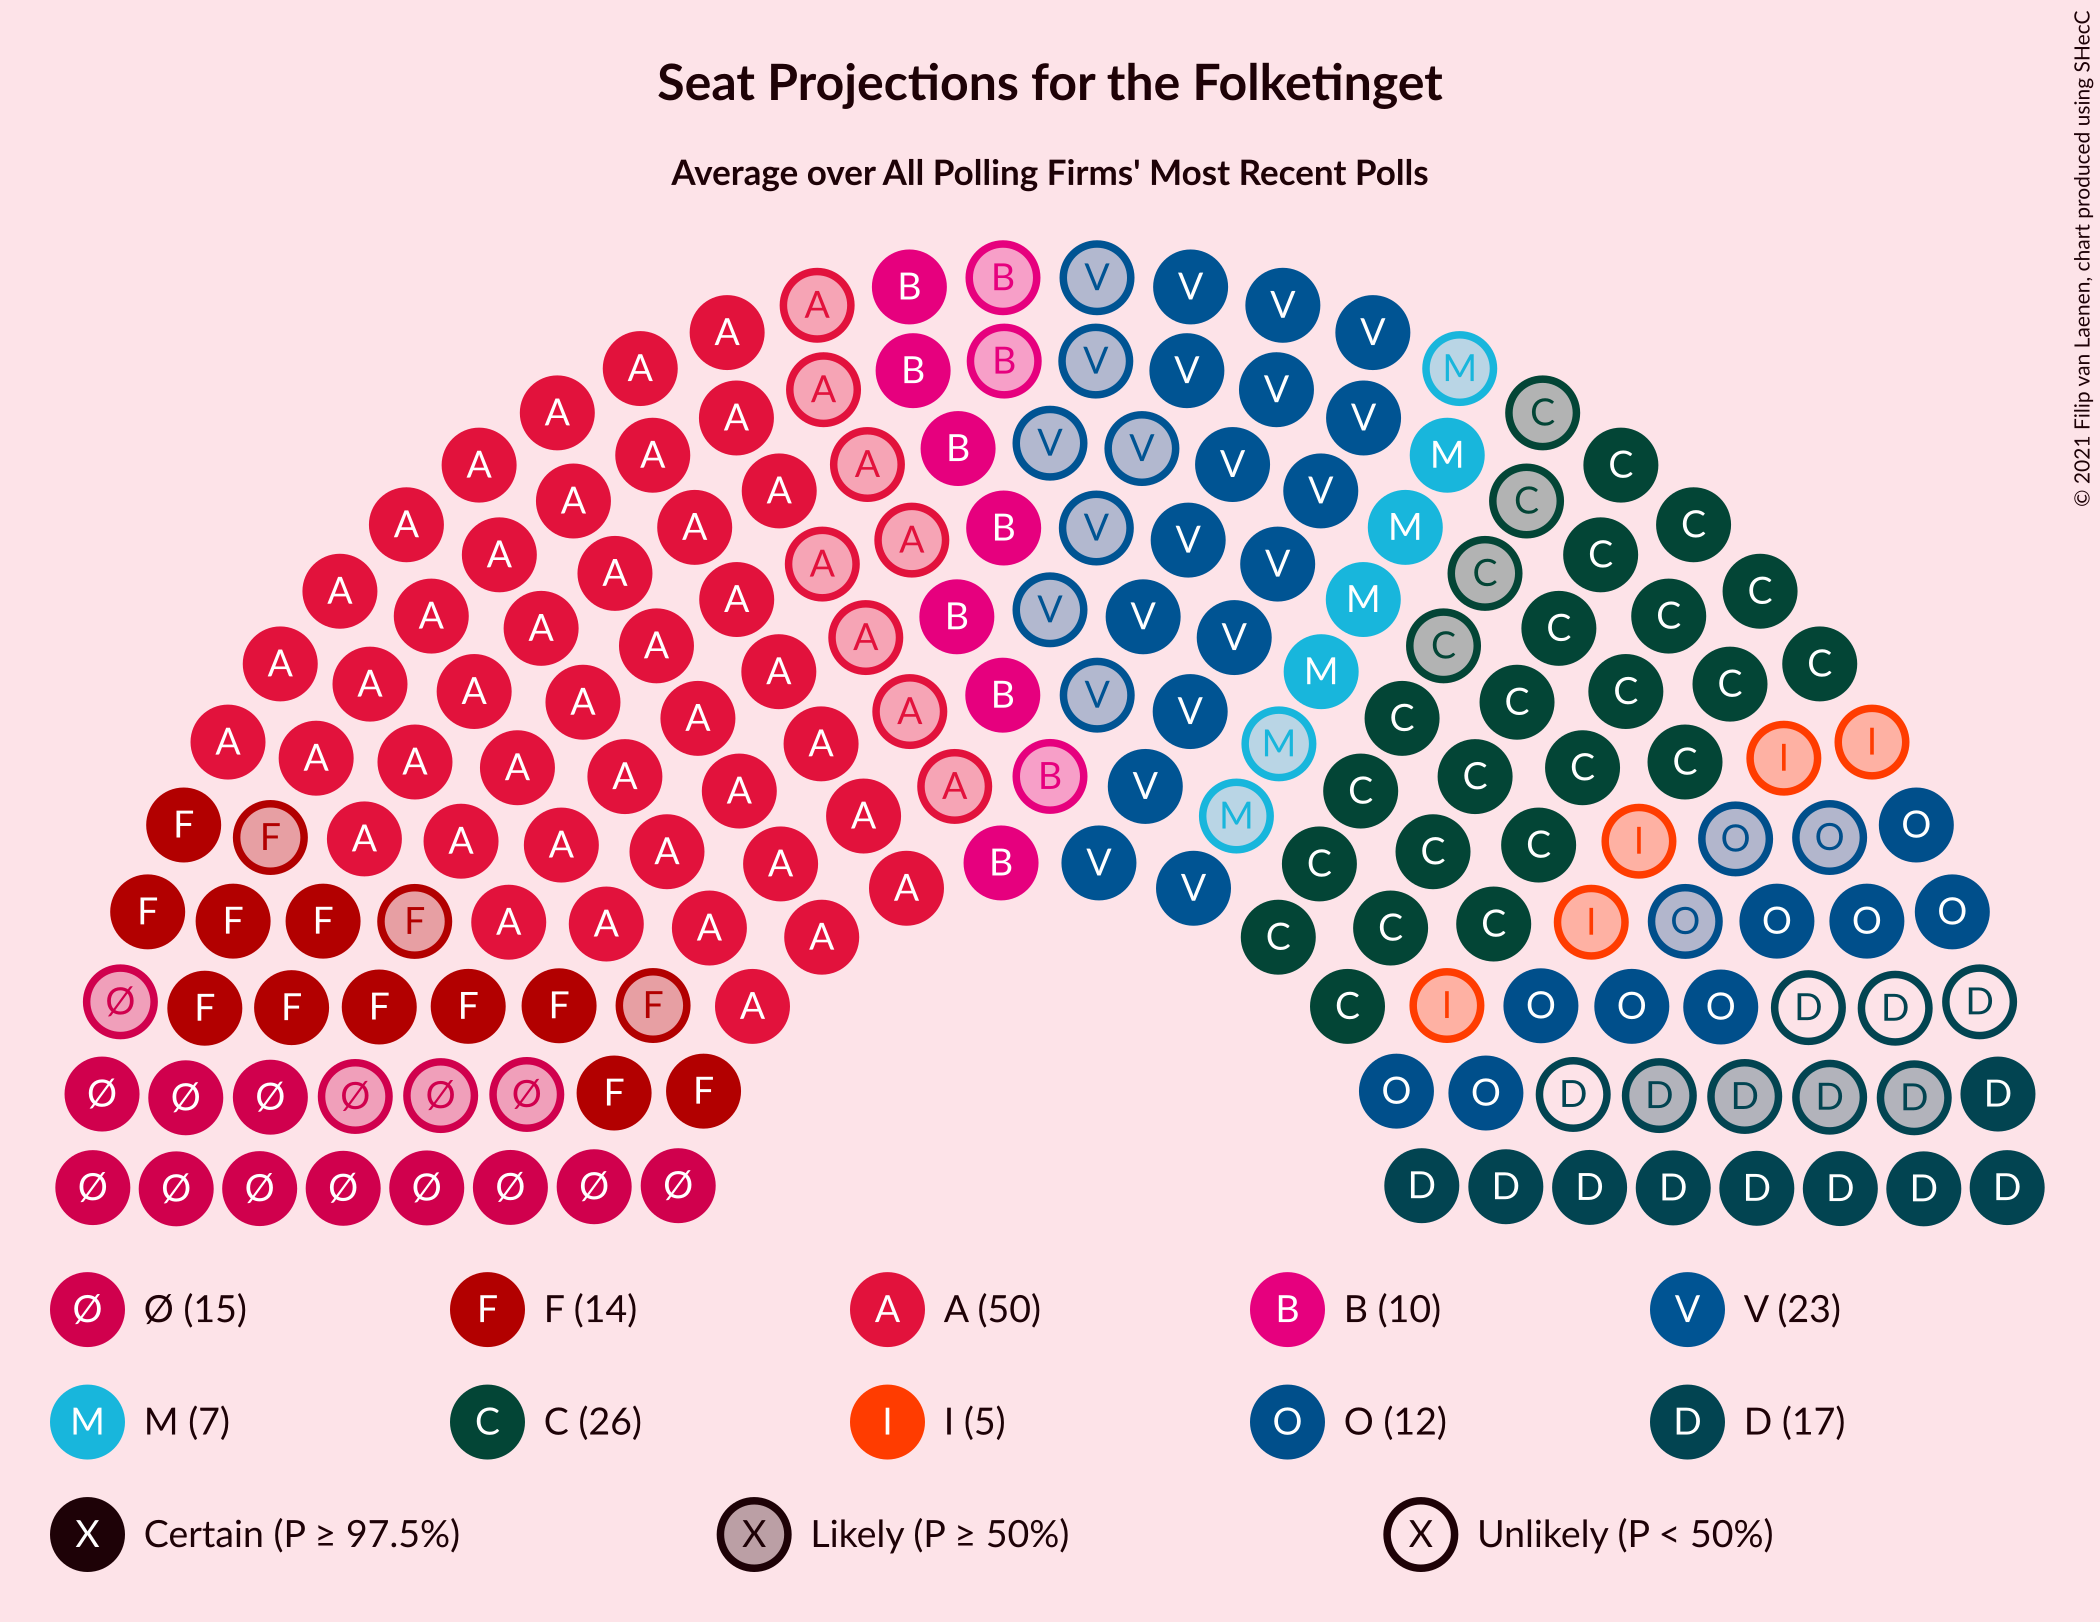 Seat Projections for the Folketinget
Average over All Polling Firms' Most Recent Polls
© 2021 Filip van Laenen, chart produced using SHecC
A B B V V V
A A B B V V V M
A A A V V C
A A A B V V V M C
A A V C
A A A A A B V V V M C C
A A A M C C
A A A A B V V V C C C
A A A A A A A B V V M C C C C C
A A A A A A A A B V M C C C C I I
F F A A A A A A A B V V M C C C I O O O
F F F F A A A A C C C I O O O O
Ø F F F F F F A C I O O O D D D
Ø Ø Ø Ø Ø Ø F F O O D D D D D D
Ø Ø Ø Ø Ø Ø Ø Ø D D D D D D D D
Ø Ø (15) F F (14) A A (50) B B (10) V V (23)
M M (7) C C (26) I I (5) O O (12) D D (17)
X Certain (P ≥ 97.5%) X Likely (P ≥ 50%) X Unlikely (P < 50%)